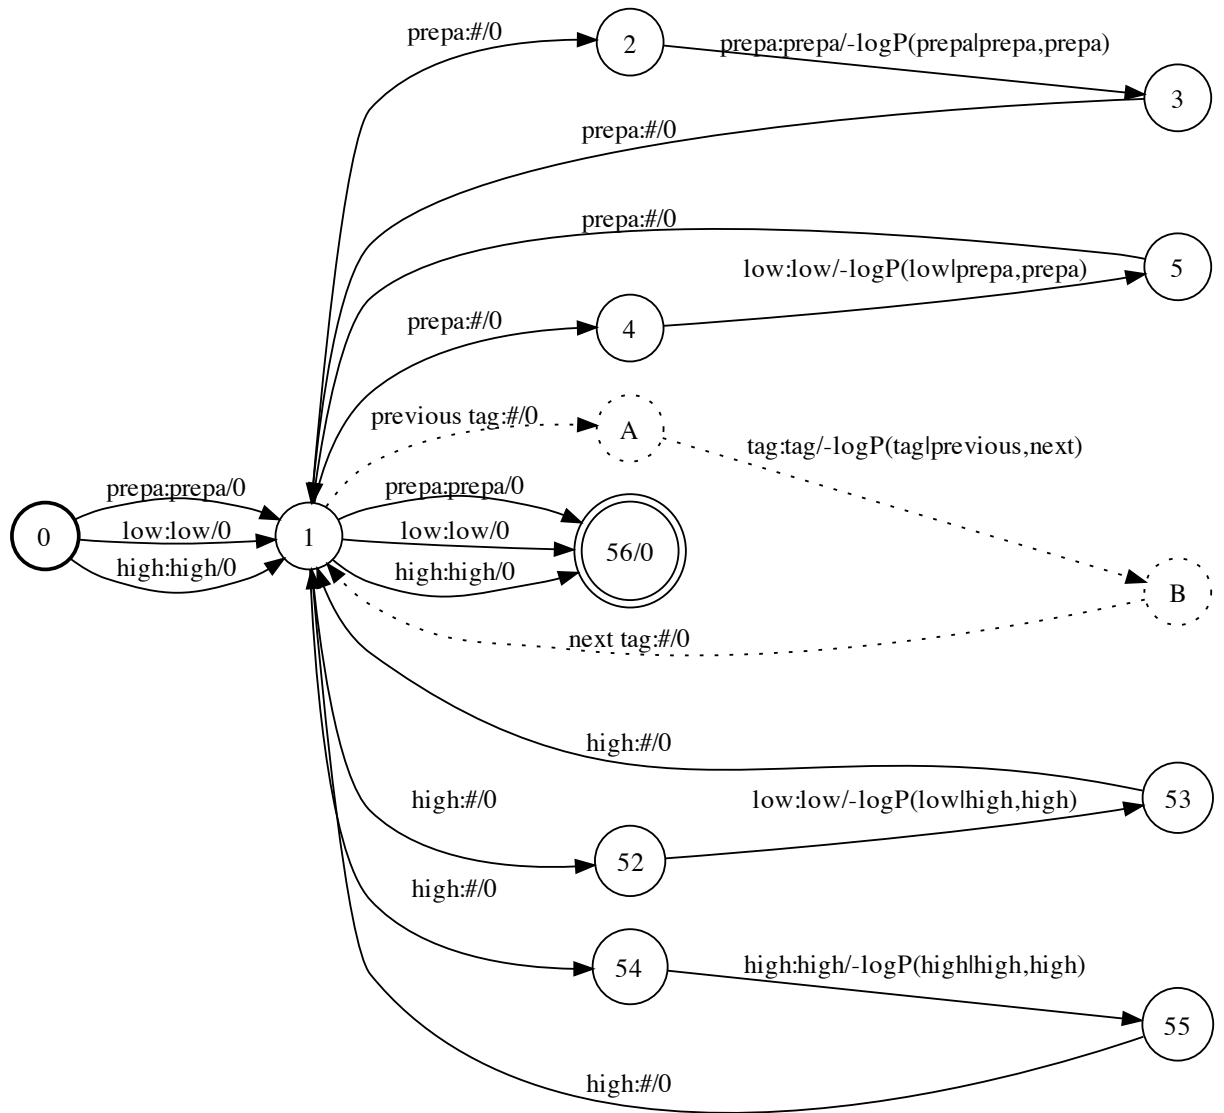 prepa:#/0
2
prepa:prepa/-logP(prepa|prepa,prepa)
3
prepa:#/0
prepa:#/0
low:low/-logP(low|prepa,prepa)
5
prepa:#/0
4
previous tag:#/0
A
tag:tag/-logP(tag|previous,next)
prepa:prepa/0
prepa:prepa/0
0
low:low/0
1
low:low/0
56/0
high:high/0
high:high/0
B
next tag:#/0
high:#/0
high:#/0
low:low/-logP(low|high,high)
53
52
high:#/0
54
high:high/-logP(high|high,high)
55
high:#/0